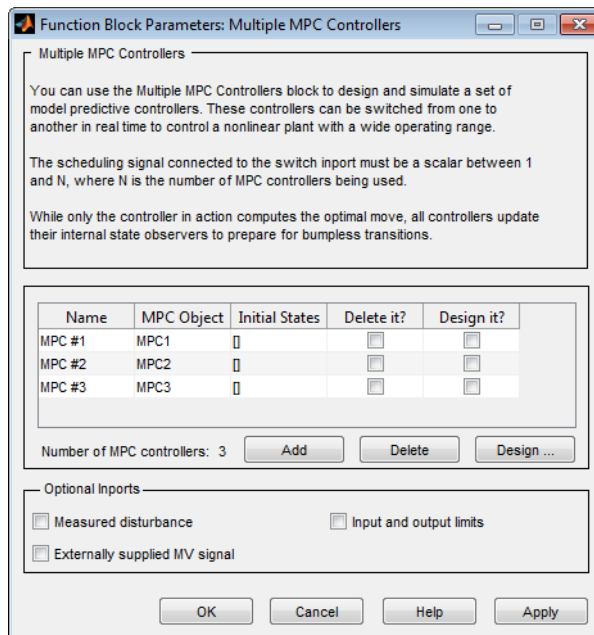 Function Block Parameters: Multiple MPC Controllers
Multiple MPC Controllers
You can use the Multiple MPC Controllers block to design and simulate a set of
model predictive controllers. These controllers can be switched from one to
another in real time to control a nonlinear plant with a wide operating range.
The scheduling signal connected to the switch inport must be a scalar between 1
and N, where N is the number of MPC controllers being used.
While only the controller in action computes the optimal move, all controllers update
their internal state observers to prepare for bumpless transitions.
Name MPC Object Initial States Delete it? Design it?
MPC #1 MPC1 []
MPC #2 MPC2 []
MPC #3 MPC3 []
Number of MPC controllers: 3 Add Delete Design ...
Optional Inports
Measured disturbance Input and output limits
Externally supplied MV signal
OK Cancel Help Apply